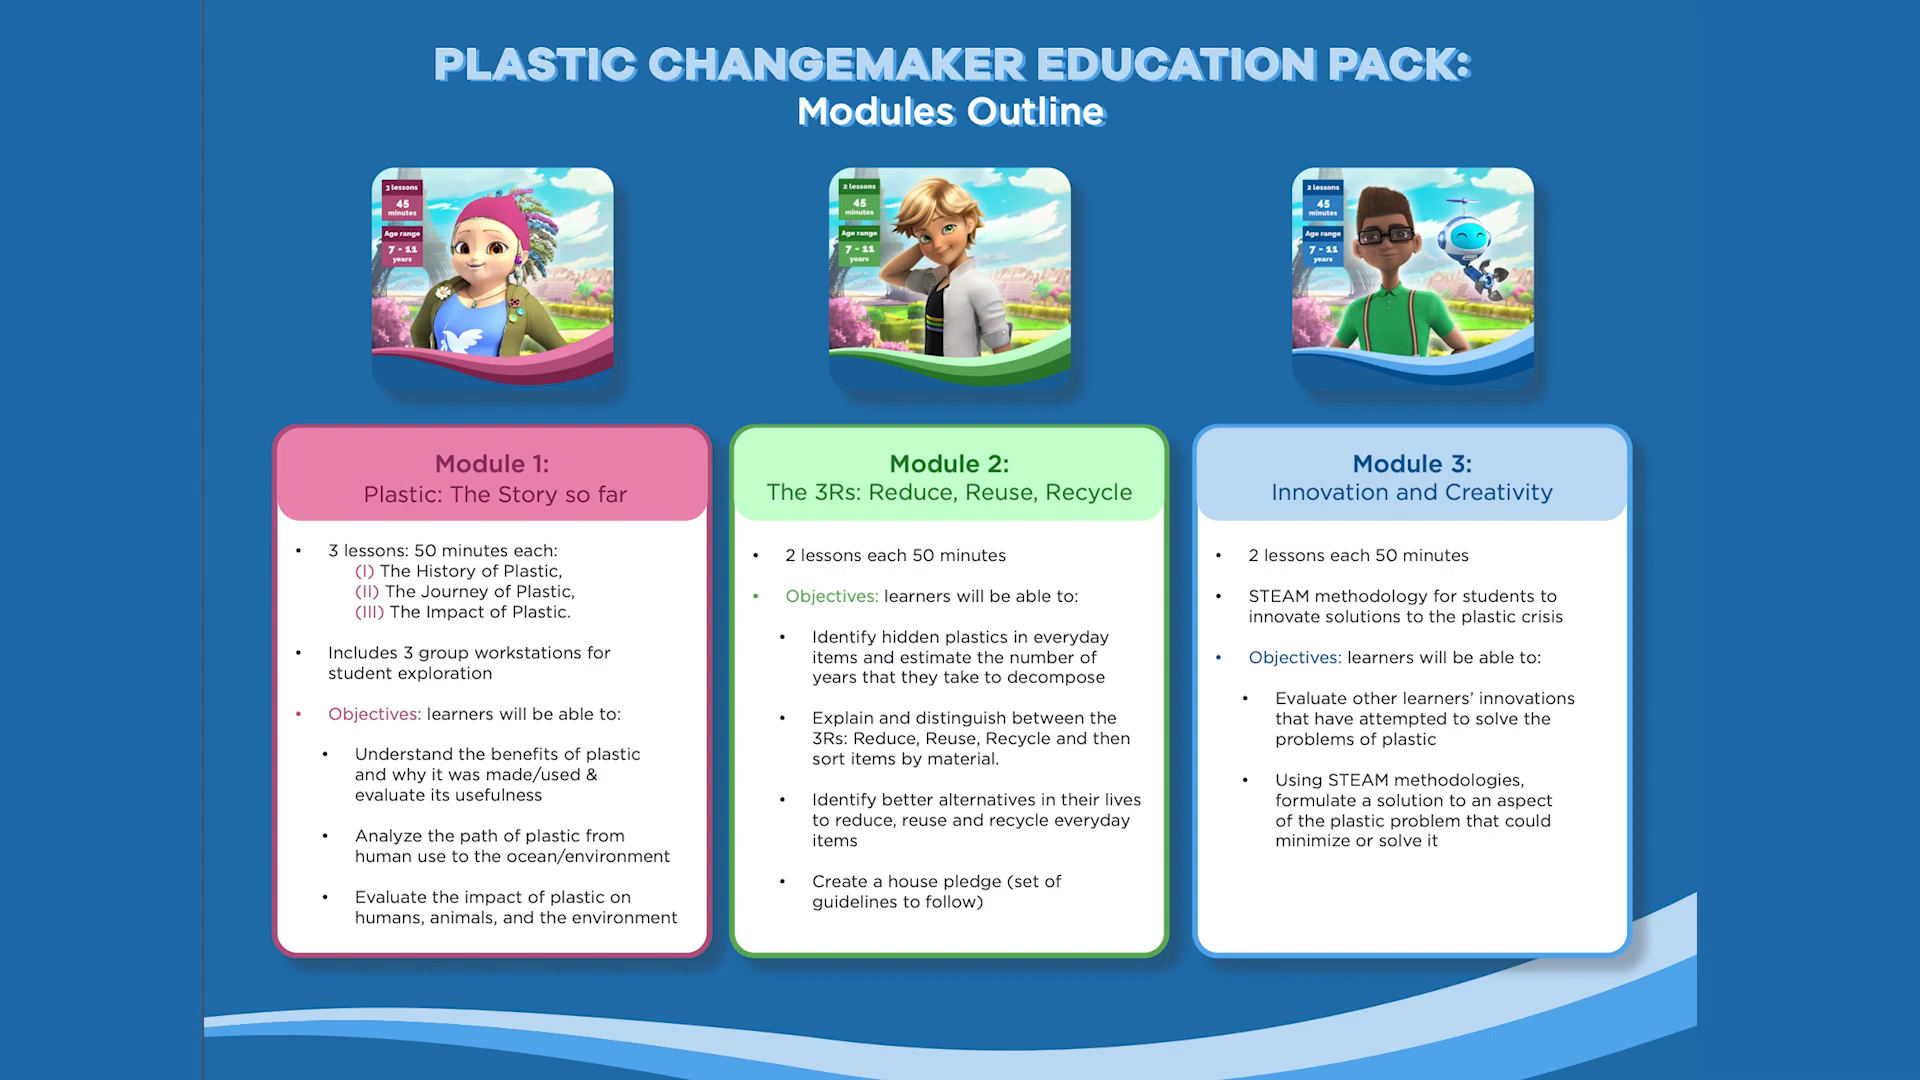 PLASTIC CHANGEMAKER EDUCATION PACK:
Modules Outline
3 lessons
45
minutes
Age range
7 - 11
years
2 lessons
45
minutes
Age range
7 - 11
years
2 lessons
45
minutes
Age range
7 - 11
years
Module 1:
Plastic: The Story so far
• 3 lessons: 50 minutes each:
(I) The History of Plastic,
(II) The Journey of Plastic,
(III) The Impact of Plastic.
• Includes 3 group workstations for
student exploration
• Objectives: learners will be able to:
• Understand the benefits of plastic
and why it was made/used &
evaluate its usefulness
• Analyze the path of plastic from
human use to the ocean/environment
• Evaluate the impact of plastic on
humans, animals, and the environment
Module 2:
The 3Rs: Reduce, Reuse, Recycle
• 2 lessons each 50 minutes
• Objectives: learners will be able to:
• Identify hidden plastics in everyday
items and estimate the number of
years that they take to decompose
• Explain and distinguish between the
3Rs: Reduce, Reuse, Recycle and then
sort items by material.
• Identify better alternatives in their lives
to reduce, reuse and recycle everyday
items
• Create a house pledge (set of
guidelines to follow)
Module 3:
Innovation and Creativity
• 2 lessons each 50 minutes
• STEAM methodology for students to
innovate solutions to the plastic crisis
• Objectives: learners will be able to:
• Evaluate other learners' innovations
that have attempted to solve the
problems of plastic
• Using STEAM methodologies,
formulate a solution to an aspect
of the plastic problem that could
minimize or solve it